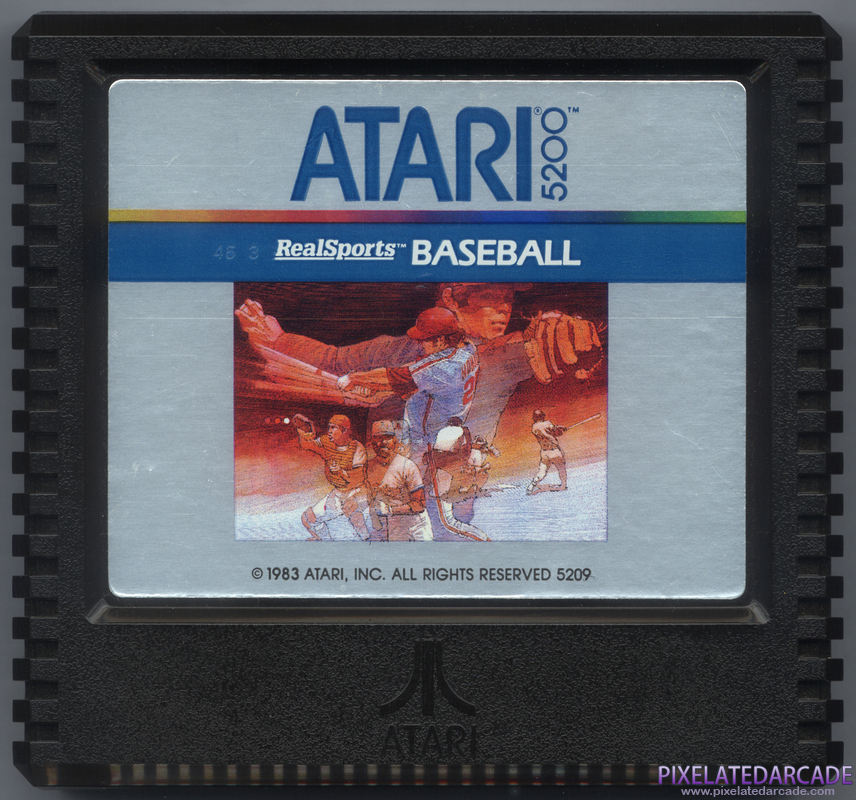 ATARI® 5200™
45 3
RealSports™ BASEBALL
© 1983 ATARI, INC. ALL RIGHTS RESERVED 5209
ATARI
PIXELATEDARCADE
www.pixelatedarcade.com